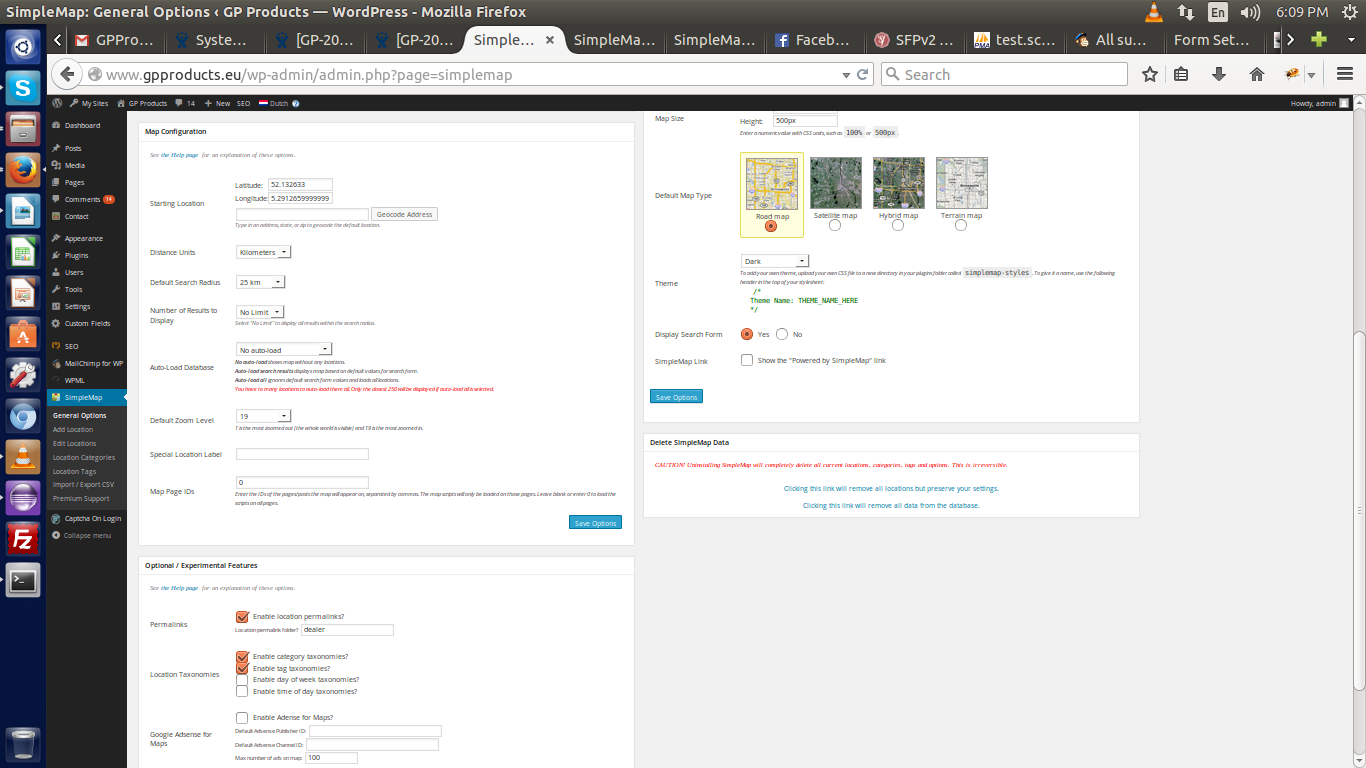 SimpleMap: General Options ‹ GP Products — WordPress - Mozilla Firefox
En
6:09 PM
GPPro...
Syste...
[GP-20...
[GP-20...
Simple...
SimpleMa...
SimpleMa...
Faceb...
SFPv2 ...
test.sc...
All su...
Form Set...
www.gpproducts.eu/wp-admin/admin.php?page=simplemap
Search
My Sites
GP Products
14
New
SEO
Dutch
Howdy, admin
Dashboard
Posts
Media
Pages
Comments 14
Contact
Appearance
Plugins
Users
Tools
Settings
Custom Fields
SEO
MailChimp for WP
WPML
SimpleMap
General Options
Add Location
Edit Locations
Location Categories
Location Tags
Import / Export CSV
Premium Support
Captcha On Login
Collapse menu
Map Configuration
See the Help page for an explanation of these options.
Starting Location
Latitude: 52.132633
Longitude: 5.2912659999999
Geocode Address
Type in an address, state, or zip to geocode the default location.
Distance Units
Kilometers
Default Search Radius
25 km
Number of Results to
Display
No Limit
Select "No Limit" to display all results within the search radius.
Auto-Load Database
No auto-load
No auto-load shows map without any locations.
Auto-load search results displays map based on default values for search form.
Auto-load all ignores default search form values and loads all locations.
You have to many locations to auto-load them all. Only the closest 250 will be displayed if auto-load all is selected.
Default Zoom Level
19
1 is the most zoomed out (the whole world is visible) and 19 is the most zoomed in.
Special Location Label
Map Page IDs
0
Enter the IDs of the pages/posts the map will appear on, separated by commas. The map scripts will only be loaded on those pages. Leave blank or enter 0 to load the
scripts on all pages.
Save Options
Optional / Experimental Features
See the Help page for an explanation of these options.
Permalinks
Enable location permalinks?
Location permalink folder? dealer
Location Taxonomies
Enable category taxonomies?
Enable tag taxonomies?
Enable day of week taxonomies?
Enable time of day taxonomies?
Google Adsense for
Maps
Enable Adense for Maps?
Default Adsense Publisher ID:
Default Adsense Channel ID:
Max number of ads on map: 100
Map Size
Height: 500px
Enter a numeric value with CSS units, such as 100% or 500px.
Default Map Type
Road map
Satellite map
Hybrid map
Terrain map
Theme
Dark
To add your own theme, upload your own CSS file to a new directory in your plugins folder called simplemap-styles. To give it a name, use the following
header in the top of your stylesheet:
/*
Theme Name: THEME_NAME_HERE
*/
Display Search Form
Yes
No
SimpleMap Link
Show the "Powered by SimpleMap" link
Save Options
Delete SimpleMap Data
CAUTION! Uninstalling SimpleMap will completely delete all current locations, categories, tags and options. This is irreversible.
Clicking this link will remove all locations but preserve your settings.
Clicking this link will remove all data from the database.